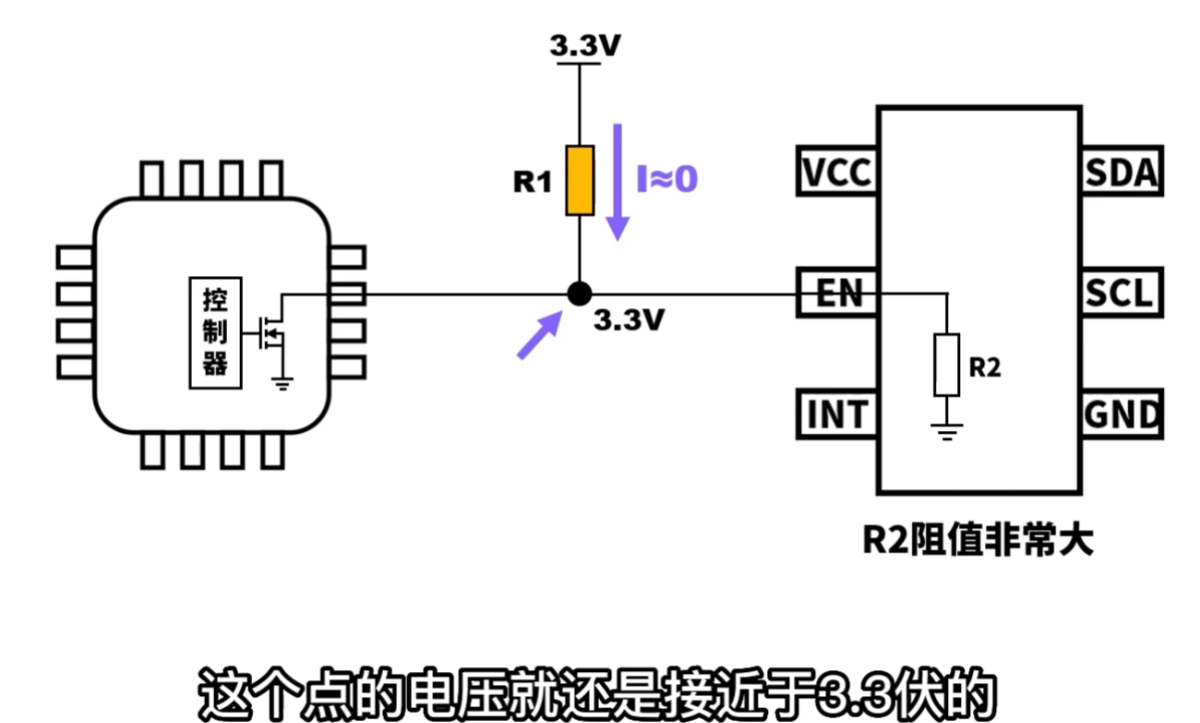 3.3V
R1
I≈0
3.3V
控制器
VCC
EN
INT
SDA
SCL
GND
R2
R2阻值非常大
这个点的电压就还是接近于3.3伏的